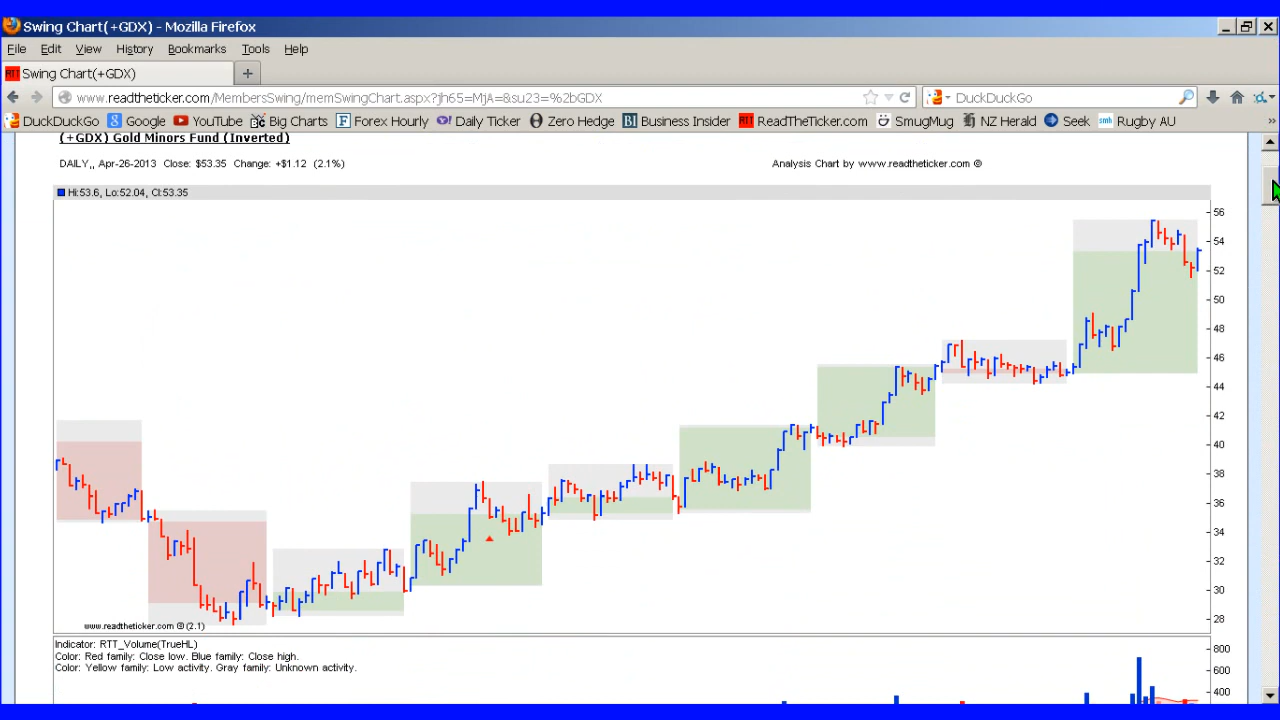 Swing Chart(+GDX) - Mozilla Firefox
File Edit View History Bookmarks Tools Help
RTT Swing Chart(+GDX)
www.readtheticker.com/MembersSwing/memSwingChart.aspx?jh65=MjA=&su23=%2bGDX
DuckDuckGo
DuckDuckGo Google YouTube Big Charts Forex Hourly Daily Ticker Zero Hedge Business Insider ReadTheTicker.com SmugMug NZ Herald Seek Rugby AU
(+GDX) Gold Minors Fund (Inverted)
DAILY,, Apr-26-2013 Close: $53.35 Change: +$1.12 (2.1%)
Analysis Chart by www.readtheticker.com ®
Hi:53.6, Lo:52.04, Cl:53.35
56
54
52
50
48
46
44
42
40
38
36
34
32
30
28
www.readtheticker.com ® (2.1)
Indicator: RTT_Volume(TrueHL)
Color: Red family: Close low. Blue family: Close high.
Color: Yellow family: Low activity. Gray family: Unknown activity.
800
600
400